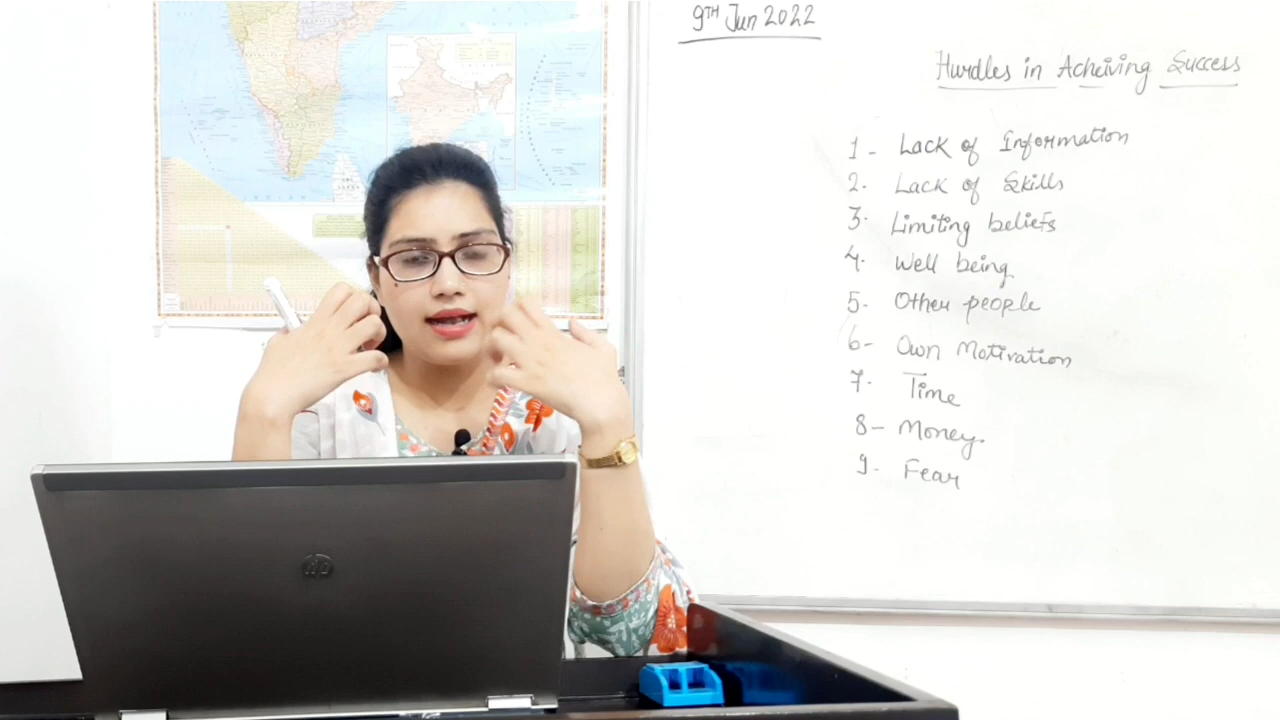 9TH Jun 2022
Hurdles in Acheiving Success
1 - Lack of Information
2. Lack of Skills
3. Limiting beliefs
4. Well being
5- Other people
6- Own Motivation
7. Time
8- Money
9. Fear
hp